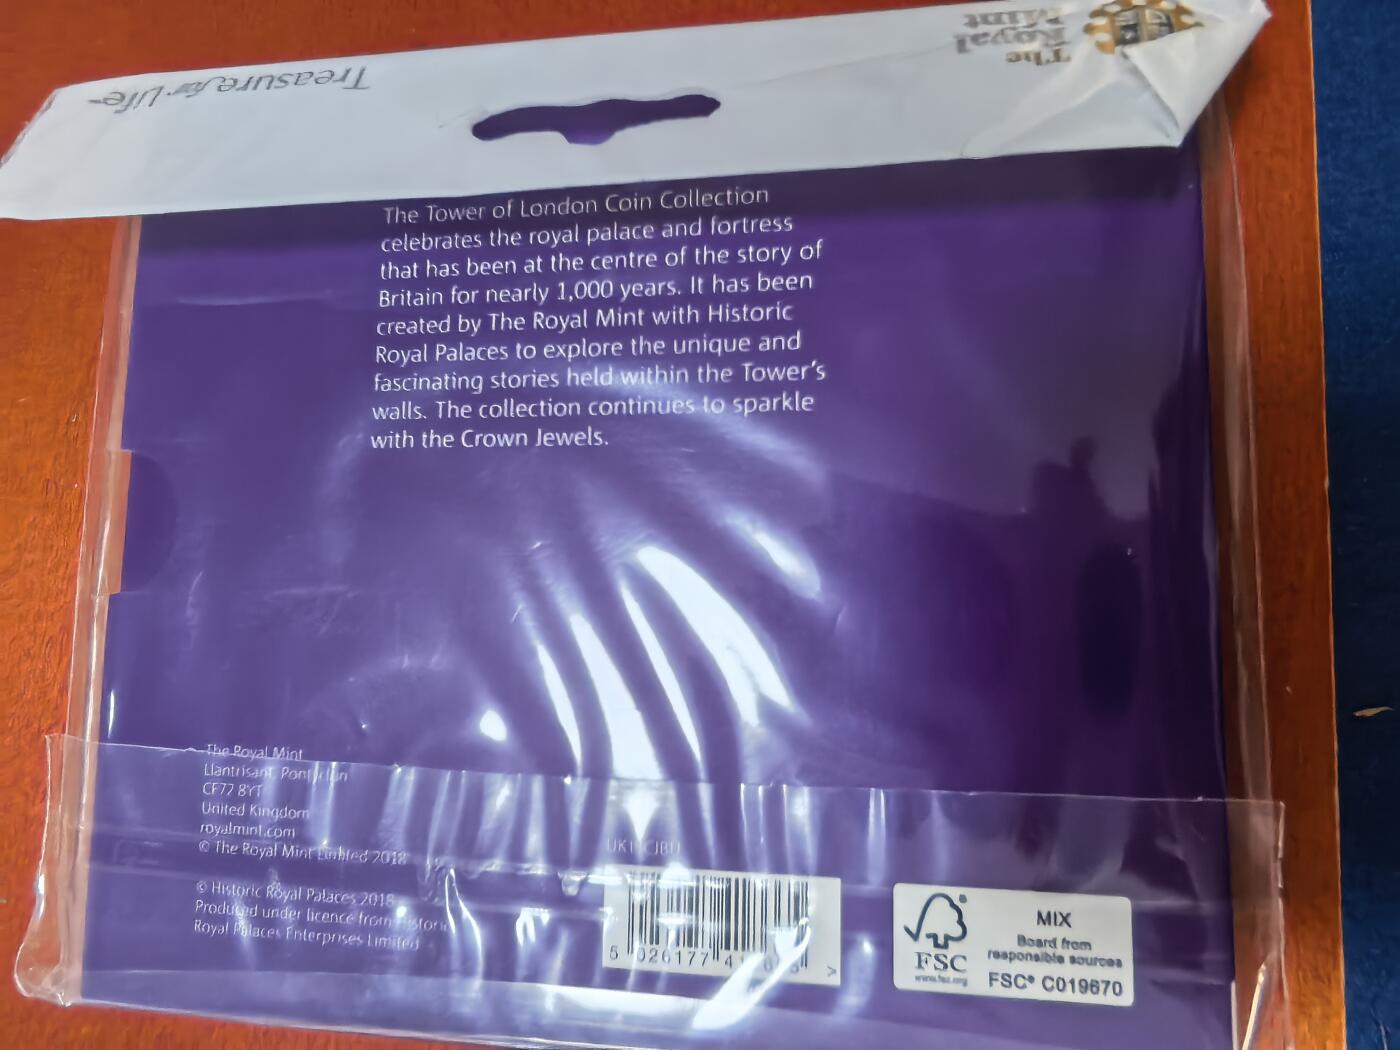 The
Royal
Mint
Treasure for Life™
The Tower of London Coin Collection
celebrates the royal palace and fortress
that has been at the centre of the story of
Britain for nearly 1,000 years. It has been
created by The Royal Mint with Historic
Royal Palaces to explore the unique and
fascinating stories held within the Tower's
walls. The collection continues to sparkle
with the Crown Jewels.
The Royal Mint
Llantrisant,
CF72 8YT
United Kingdom
royalmint.com
© The Royal Mint Limited 2018
© Historic Royal Palaces 2018
Produced under licence from Historic
Royal Palaces Enterprises Limited
5 026177 >
FSC
www.fsc.org
MIX
Board from
responsible sources
FSC® C019670